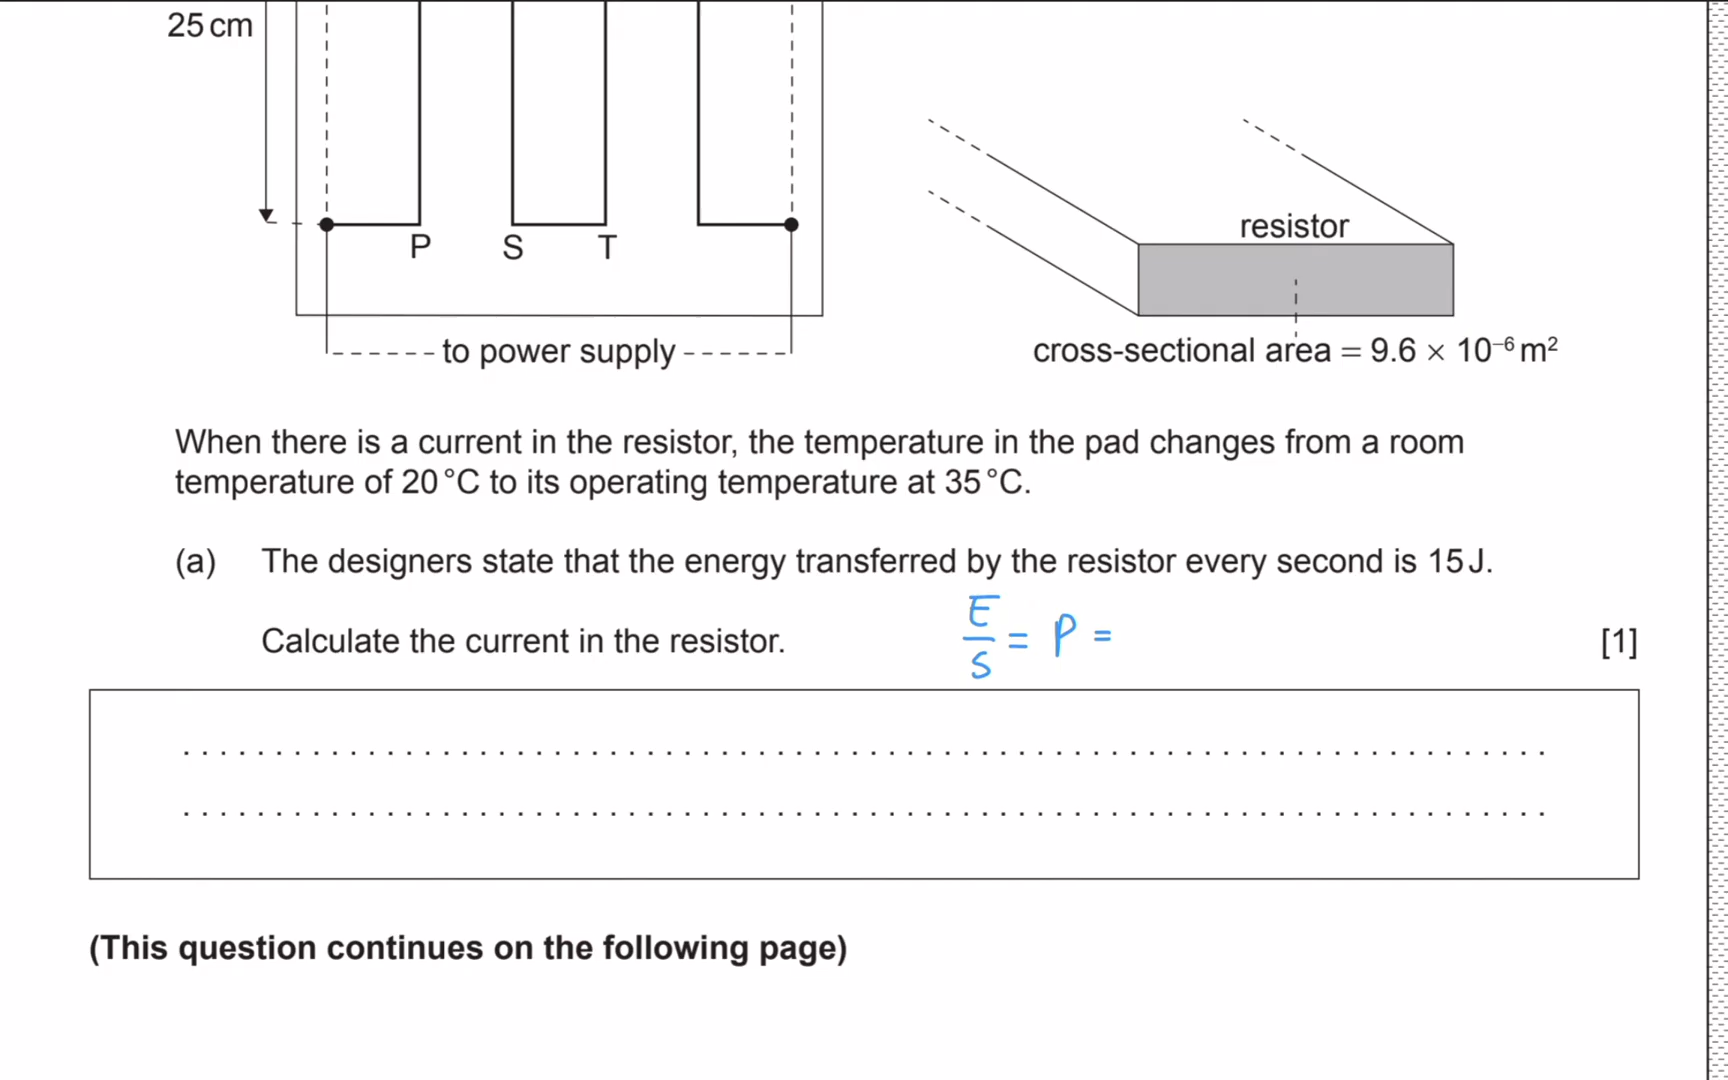 25 cm
P S T
resistor
to power supply
cross-sectional area = 9.6 × 10⁻⁶ m²
When there is a current in the resistor, the temperature in the pad changes from a room
temperature of 20 °C to its operating temperature at 35 °C.
(a) The designers state that the energy transferred by the resistor every second is 15 J.
Calculate the current in the resistor. E/s = P = [1]
(This question continues on the following page)